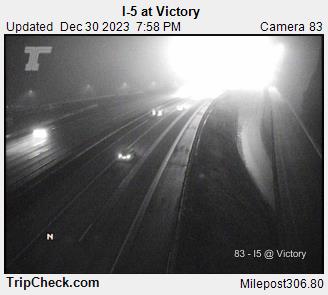 I-5 at Victory
Updated Dec 30 2023 7:58 PM Camera 83
T
N
83 - I5 @ Victory
TripCheck.com Milepost306.80